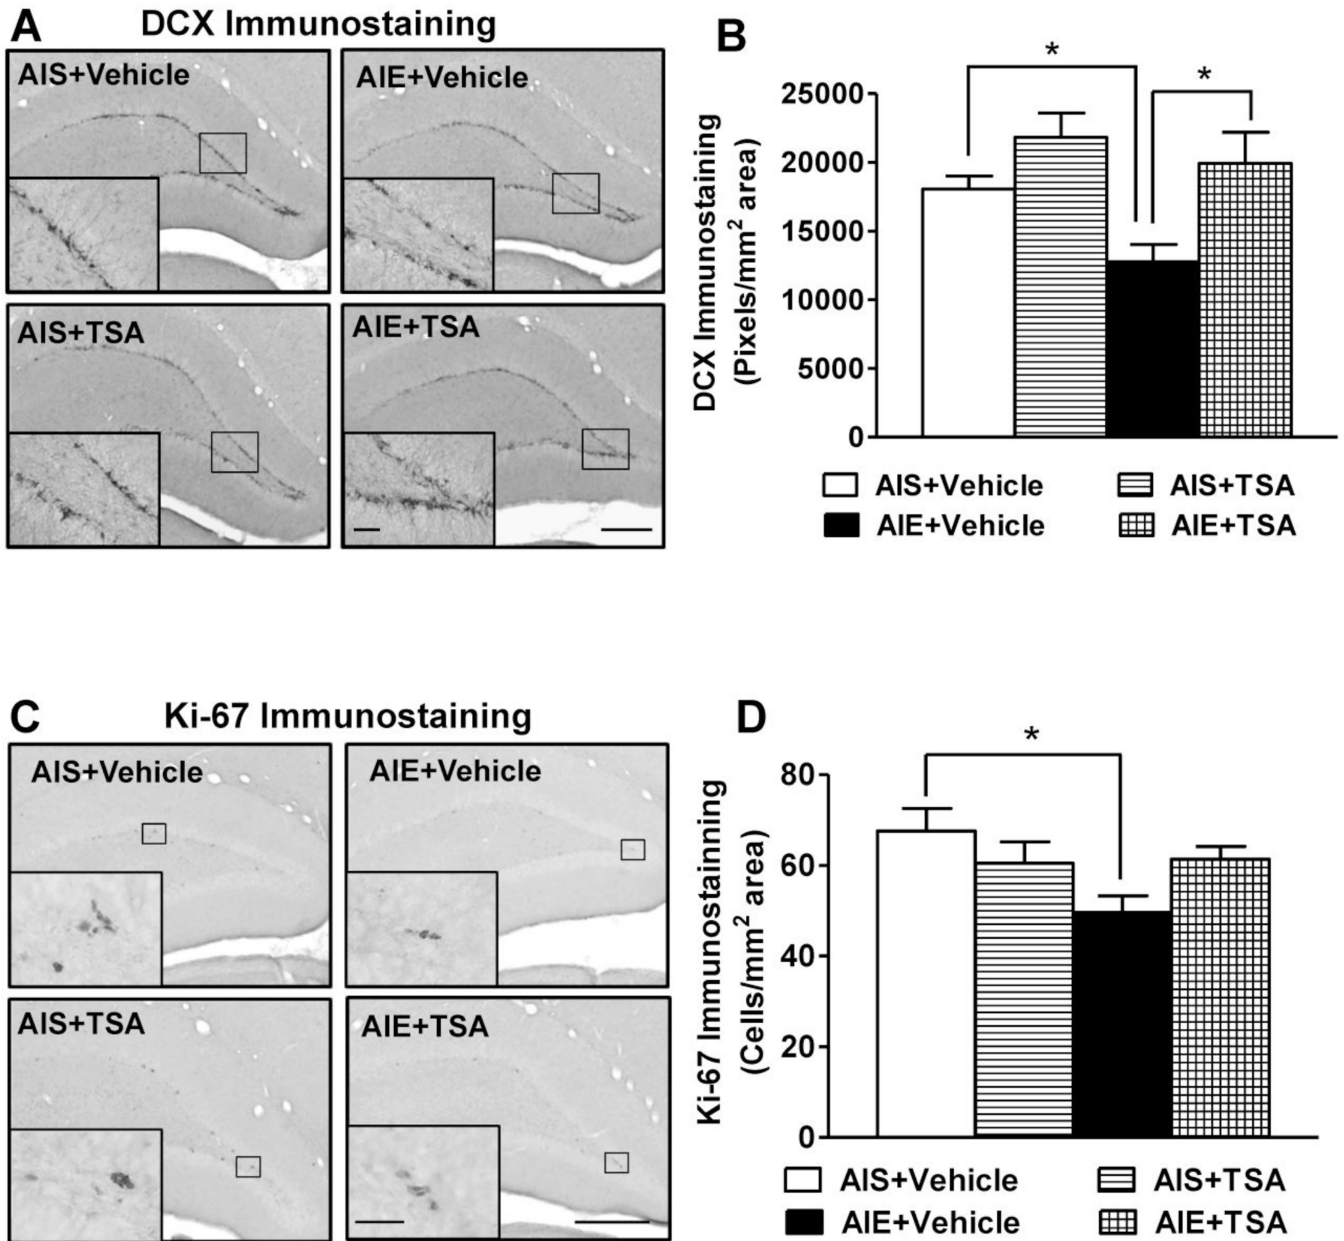 A
DCX Immunostaining
AIS+Vehicle
AIE+Vehicle
AIS+TSA
AIE+TSA
B
*
*
DCX Immunostaining
(Pixels/mm² area)
25000
20000
15000
10000
5000
0
AIS+Vehicle
AIS+TSA
AIE+Vehicle
AIE+TSA
C
Ki-67 Immunostaining
AIS+Vehicle
AIE+Vehicle
AIS+TSA
AIE+TSA
D
*
Ki-67 Immunostainning
(Cells/mm² area)
80
60
40
20
0
AIS+Vehicle
AIS+TSA
AIE+Vehicle
AIE+TSA